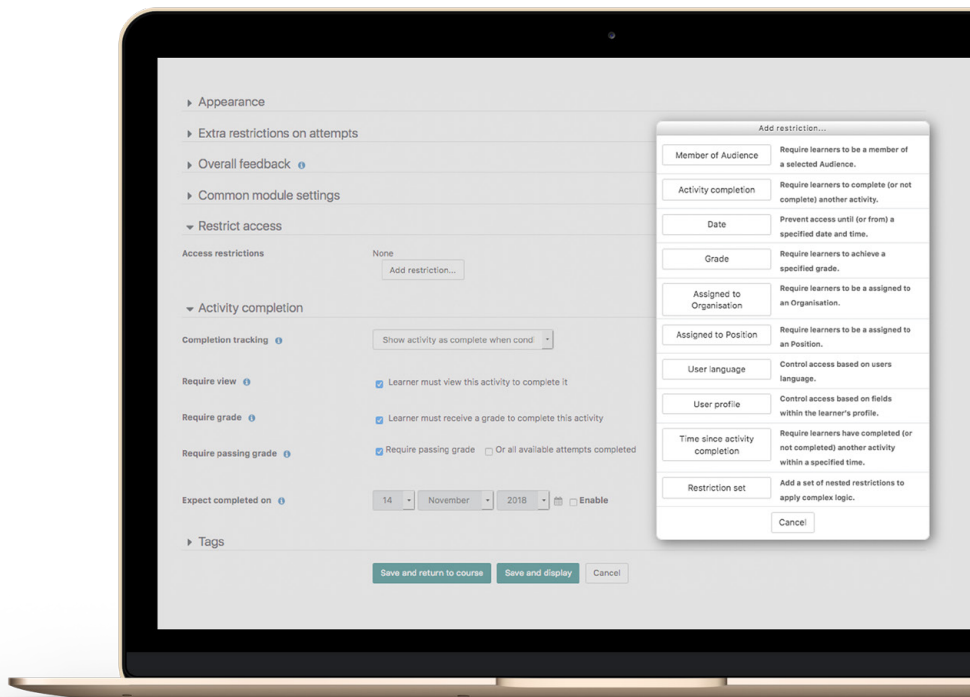 Appearance
Extra restrictions on attempts
Overall feedback
Common module settings
Restrict access
Access restrictions
None
Add restriction...
Activity completion
Completion tracking
Show activity as complete when cond
Require view
Learner must view this activity to complete it
Require grade
Learner must receive a grade to complete this activity
Require passing grade
Require passing grade
Or all available attempts completed
Expect completed on
14 November 2018
Enable
Tags
Save and return to course
Save and display
Cancel
Add restriction...
Member of Audience
Require learners to be a member of
a selected Audience.
Activity completion
Require learners to complete (or not
complete) another activity.
Date
Prevent access until (or from) a
specified date and time.
Grade
Require learners to achieve a
specified grade.
Assigned to
Organisation
Require learners to be a assigned to
an Organisation.
Assigned to Position
Require learners to be a assigned to
an Position.
User language
Control access based on users
language.
User profile
Control access based on fields
within the learner's profile.
Time since activity
completion
Require learners have completed (or
not completed) another activity
within a specified time.
Restriction set
Add a set of nested restrictions to
apply complex logic.
Cancel